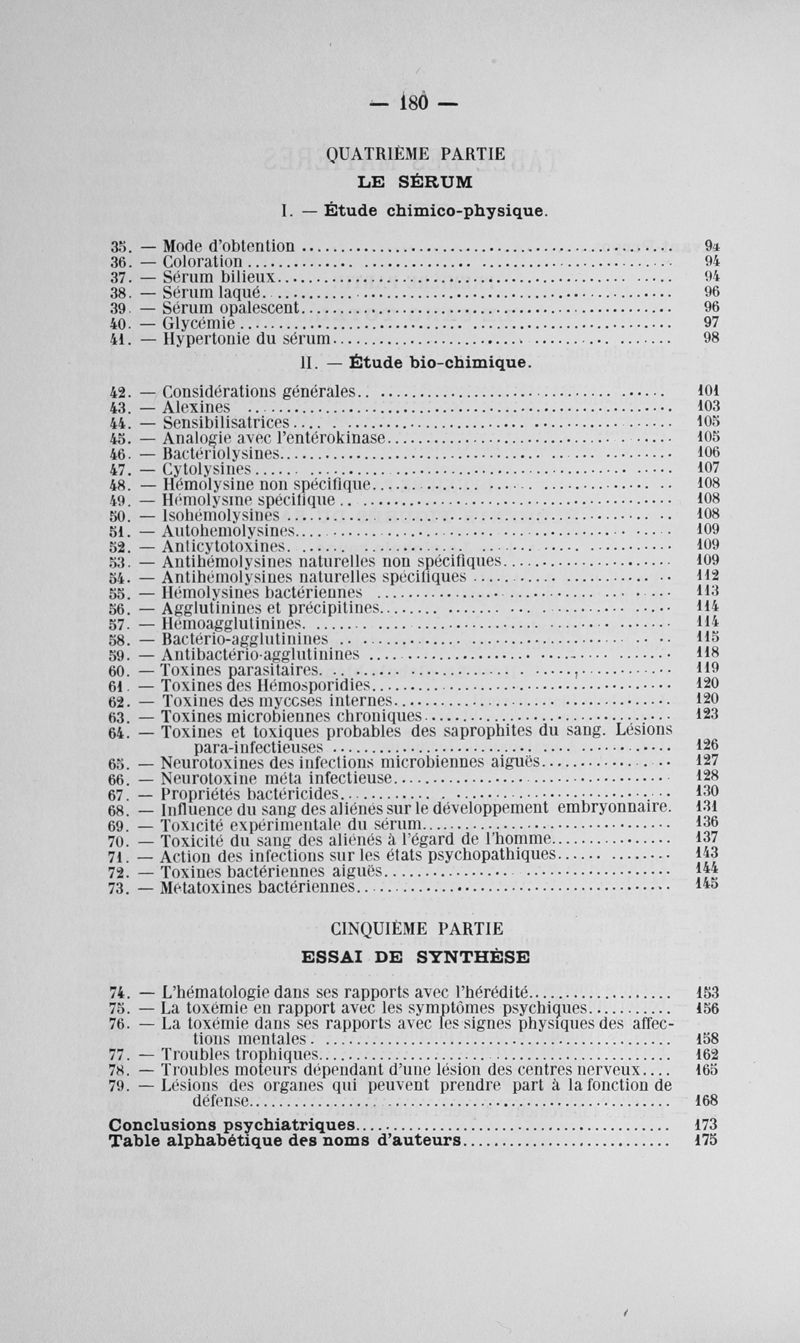 — 180 —
QUATRIÈME PARTIE
LE SÉRUM
I. — Étude chimico-physique.
35. — Mode d'obtention ........ 94
36. — Coloration ........ 94
37. — Sérum bilieux ........ 94
38. — Sérum laqué ........ 96
39. — Sérum opalescent ........ 96
40. — Glycémie ........ 97
41. — Hypertonie du sérum ........ 98
II. — Étude bio-chimique.
42. — Considérations générales ........ 101
43. — Alexines ........ 103
44. — Sensibilisatrices ........ 105
45. — Analogie avec l'entérokinase ........ 105
46. — Bactériolysines ........ 106
47. — Cytolysines ........ 107
48. — Hémolysine non spécifique ........ 108
49. — Hémolysine spécifique ........ 108
50. — Isohémolysines ........ 108
51. — Autohemolysines ........ 109
52. — Anticytotoxines ........ 109
53. — Antihémolysines naturelles non spécifiques ........ 109
54. — Antihémolysines naturelles spécifiques ........ 112
55. — Hémolysines bactériennes ........ 113
56. — Agglutinines et précipitines ........ 114
57. — Hémoagglutinines ........ 114
58. — Bactério-agglutinines ........ 115
59. — Antibactério-agglutinines ........ 118
60. — Toxines parasitaires ........ 119
61. — Toxines des Hémosporidies ........ 120
62. — Toxines des mycoses internes ........ 120
63. — Toxines microbiennes chroniques ........ 123
64. — Toxines et toxiques probables des saprophites du sang. Lésions
para-infectieuses ........ 126
65. — Neurotoxines des infections microbiennes aiguës ........ 127
66. — Neurotoxine méta infectieuse ........ 128
67. — Propriétés bactéricides ........ 130
68. — Influence du sang des aliénés sur le développement embryonnaire. 131
69. — Toxicité expérimentale du sérum ........ 136
70. — Toxicité du sang des aliénés à l'égard de l'homme ........ 137
71. — Action des infections sur les états psychopathiques ........ 143
72. — Toxines bactériennes aiguës ........ 144
73. — Métatoxines bactériennes ........ 145
CINQUIÈME PARTIE
ESSAI DE SYNTHÈSE
74. — L'hématologie dans ses rapports avec l'hérédité ........ 153
75. — La toxémie en rapport avec les symptômes psychiques ........ 156
76. — La toxémie dans ses rapports avec les signes physiques des affec-
tions mentales ........ 158
77. — Troubles trophiques ........ 162
78. — Troubles moteurs dépendant d'une lésion des centres nerveux .... 165
79. — Lésions des organes qui peuvent prendre part à la fonction de
défense ........ 168
Conclusions psychiatriques ........ 173
Table alphabétique des noms d'auteurs ........ 175